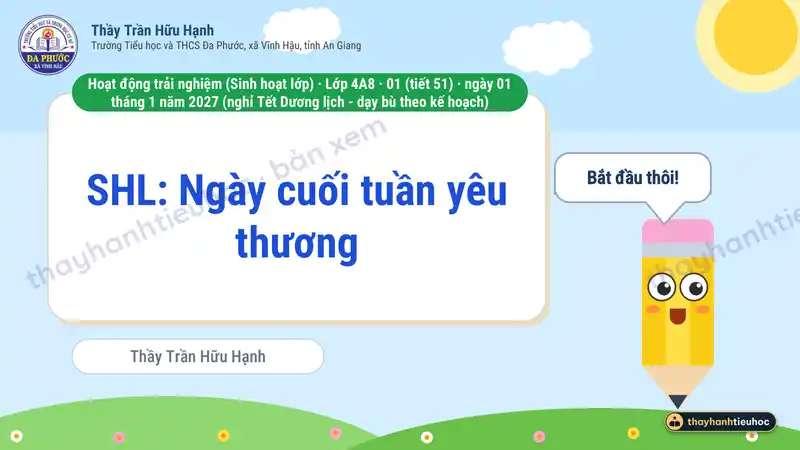 Thầy Trần Hữu Hạnh
Trường Tiểu học và THCS Đa Phước, xã Vĩnh Hậu, tỉnh An Giang
ĐA PHƯỚC
XÃ VĨNH HẬU
Hoạt động trải nghiệm (Sinh hoạt lớp) · Lớp 4A8 · 01 (tiết 51) · ngày 01
tháng 1 năm 2027 (nghỉ Tết Dương lịch - dạy bù theo kế hoạch)
SHL: Ngày cuối tuần yêu
thương
Bắt đầu thôi!
Thầy Trần Hữu Hạnh
thayhanhtieuhoc